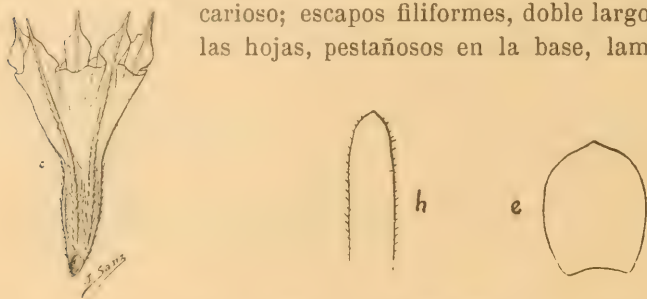 carioso; escapos filiformes, doble largo
las hojas, pestañosos en la base, lam
c
h
e
J. Sans